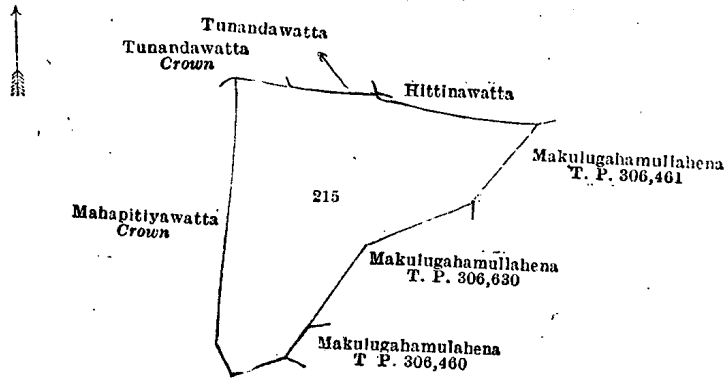 Tunandawatta
Tunandawatta
Crown
Hittinawatta
Makulugahamullahena
T. P. 306,461
215
Mahapitiyawatta
Crown
Makulugahamullahena
T. P. 306,630
Makulugahamulahena
T P. 306,460